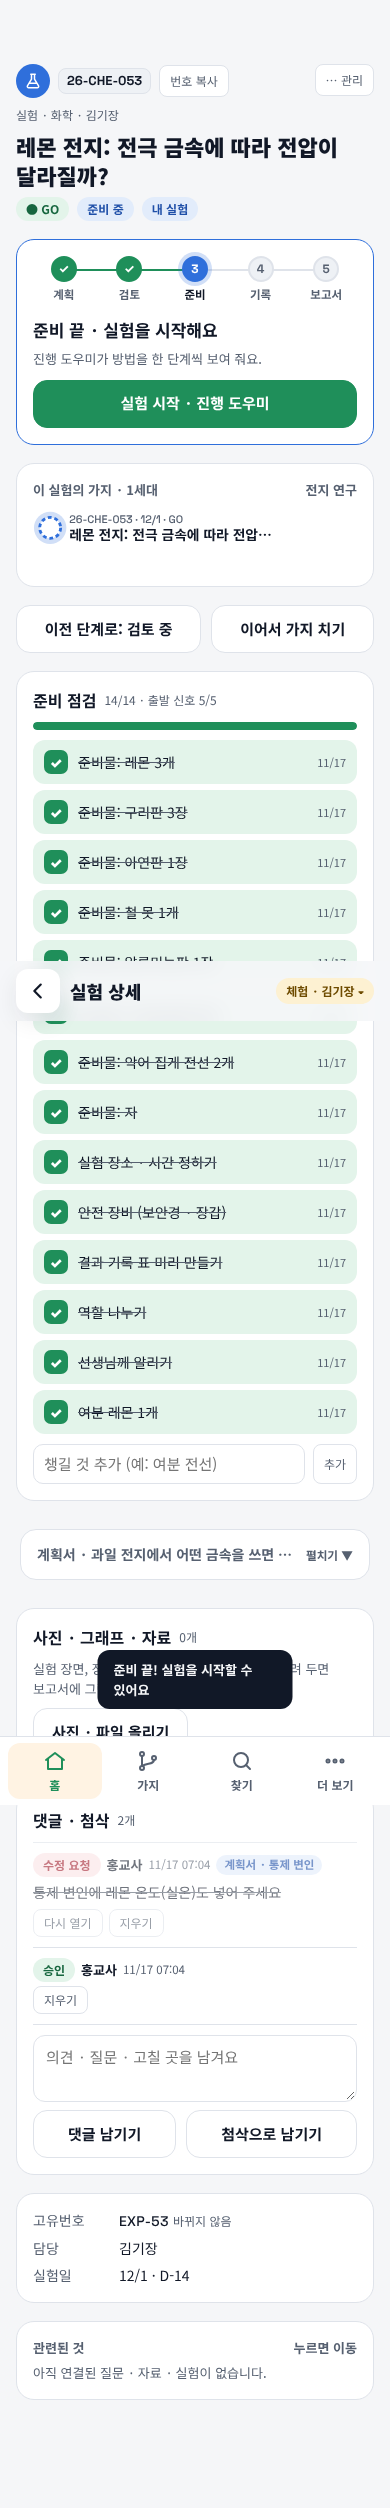 26-CHE-053 번호 복사 ··· 관리
실험 · 화학 · 김기장
레몬 전지: 전극 금속에 따라 전압이
달라질까?
GO 준비 중 내 실험
3 4 5
계획 검토 준비 기록 보고서
준비 끝 · 실험을 시작해요
진행 도우미가 방법을 한 단계씩 보여 줘요.
실험 시작 · 진행 도우미
이 실험의 가지 · 1세대 전지 연구
26-CHE-053 · 12/1 · GO
레몬 전지: 전극 금속에 따라 전압…
이전 단계로: 검토 중 이어서 가지 치기
준비 점검 14/14 · 출발 신호 5/5
준비물: 레몬 3개 11/17
준비물: 구리판 3장 11/17
준비물: 아연판 1장 11/17
준비물: 철 못 1개 11/17
실험 상세 체험 · 김기장
준비물: 악어 집게 전선 2개 11/17
준비물: 자 11/17
실험 장소 · 시간 정하기 11/17
안전 장비 (보안경 · 장갑) 11/17
결과 기록 표 미리 만들기 11/17
역할 나누기 11/17
선생님께 알리기 11/17
여분 레몬 1개 11/17
챙길 것 추가 (예: 여분 전선) 추가
계획서 · 과일 전지에서 어떤 금속을 쓰면 … 펼치기 ▼
사진 · 그래프 · 자료 0개
실험 장면, 려 두면
보고서에 그
준비 끝! 실험을 시작할 수
있어요
사진 · 파일 올리기
홈 가지 찾기 더 보기
댓글 · 첨삭 2개
수정 요청 홍교사 11/17 07:04 계획서 · 통제 변인
통제 변인에 레몬 온도(실온)도 넣어 주세요
다시 열기 지우기
승인 홍교사 11/17 07:04
지우기
의견 · 질문 · 고칠 곳을 남겨요
댓글 남기기 첨삭으로 남기기
고유번호 EXP-53 바뀌지 않음
담당 김기장
실험일 12/1 · D-14
관련된 것 누르면 이동
아직 연결된 질문 · 자료 · 실험이 없습니다.